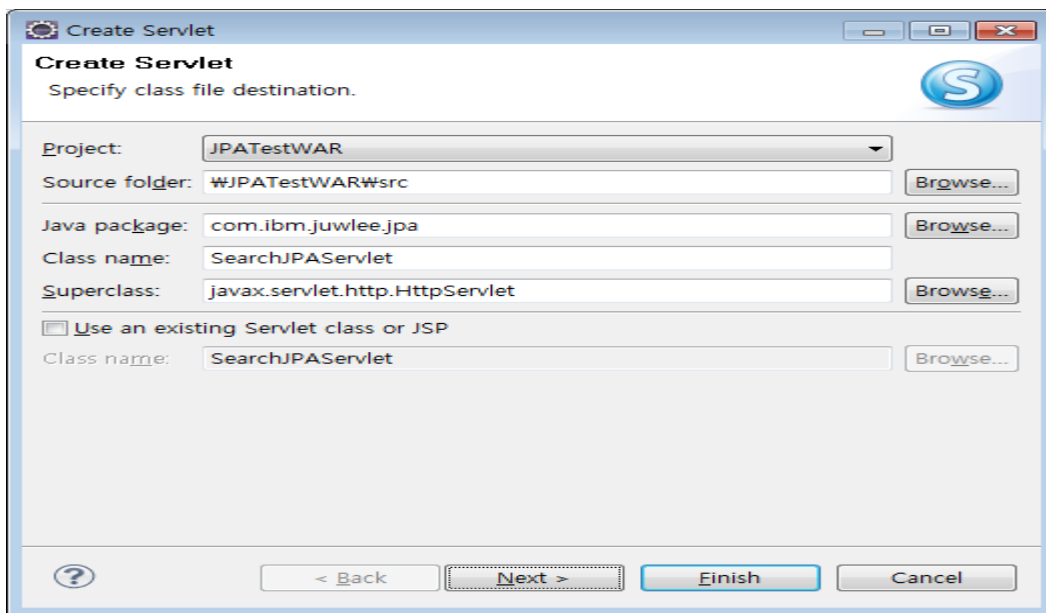 Create Servlet
Create Servlet
Specify class file destination.
Project: JPATestWAR
Source folder: ₩JPATestWAR₩src Browse...
Java package: com.ibm.juwlee.jpa Browse...
Class name: SearchJPAServlet
Superclass: javax.servlet.http.HttpServlet Browse...
Use an existing Servlet class or JSP
Class name: SearchJPAServlet Browse...
< Back Next > Finish Cancel